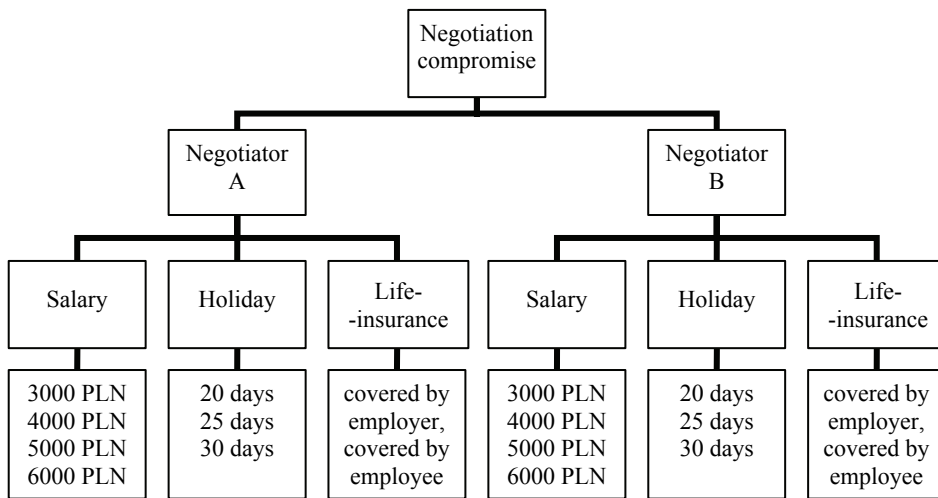 Negotiation
compromise
Negotiator
A
Negotiator
B
Salary
Holiday
Life-
-insurance
Salary
Holiday
Life-
-insurance
3000 PLN
4000 PLN
5000 PLN
6000 PLN
20 days
25 days
30 days
covered by
employer,
covered by
employee
3000 PLN
4000 PLN
5000 PLN
6000 PLN
20 days
25 days
30 days
covered by
employer,
covered by
employee